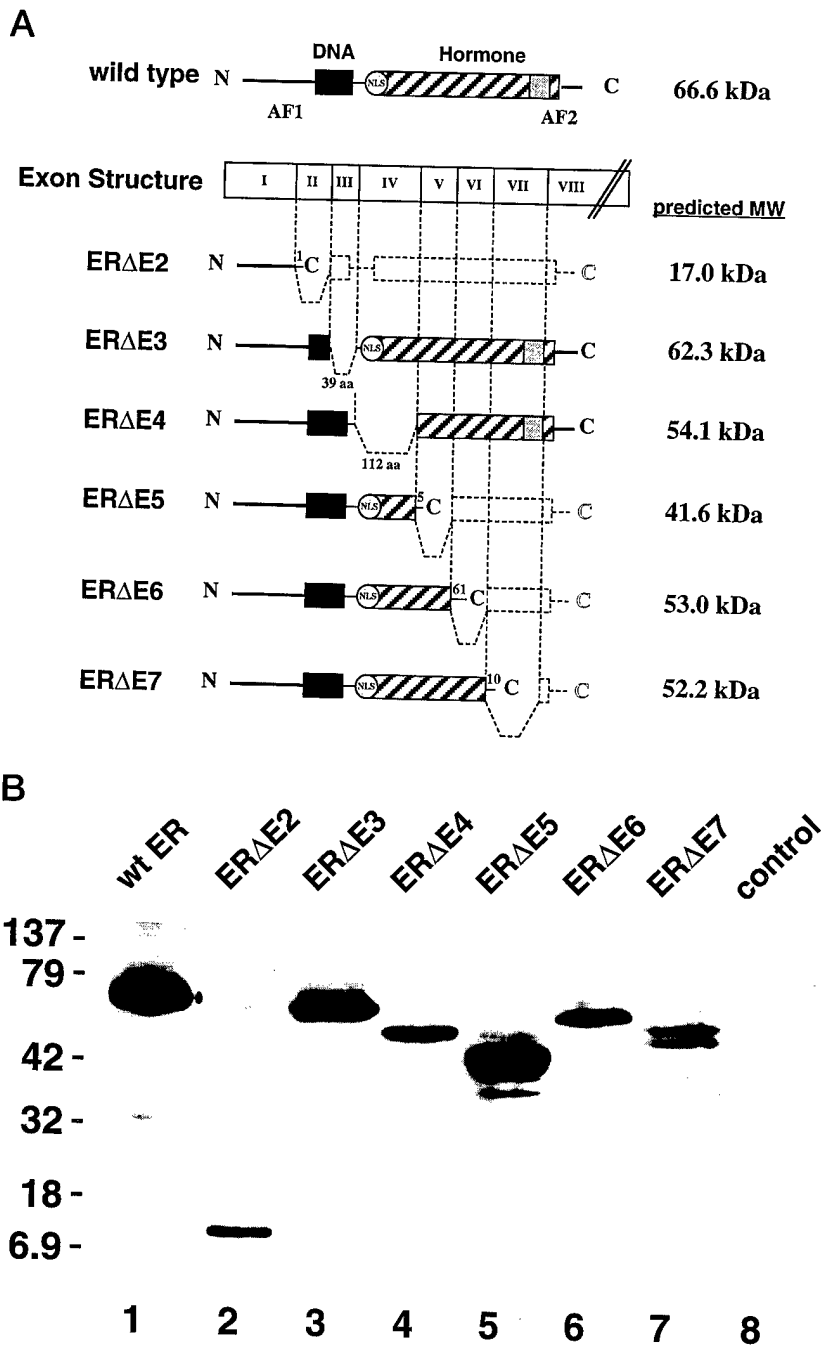 A
DNA Hormone
wild type N NLS C 66.6 kDa
AF1 AF2
Exon Structure I II III IV V VI VII VIII
predicted MW
ERΔE2 N 1 C C 17.0 kDa
ERΔE3 N NLS C 62.3 kDa
39 aa
ERΔE4 N C 54.1 kDa
112 aa
ERΔE5 N NLS 5 C C 41.6 kDa
ERΔE6 N NLS 61 C C 53.0 kDa
ERΔE7 N NLS 10 C C 52.2 kDa
B
wt ER ERΔE2 ERΔE3 ERΔE4 ERΔE5 ERΔE6 ERΔE7 control
137 -
79 -
42 -
32 -
18 -
6.9 -
1 2 3 4 5 6 7 8